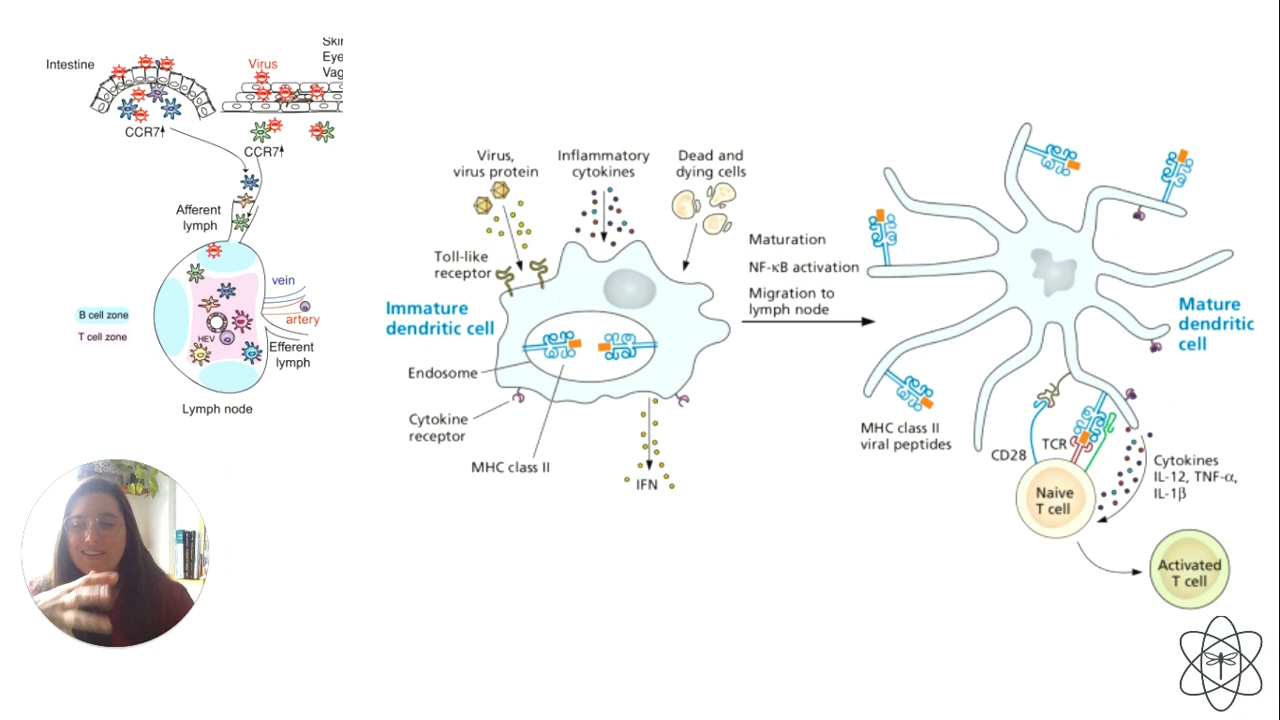 Intestine
Virus
Skin
Eye
Vag
CCR7↑
CCR7↑
Afferent
lymph
vein
artery
B cell zone
T cell zone
HEV
Efferent
lymph
Lymph node
Virus,
virus protein
Inflammatory
cytokines
Dead and
dying cells
Toll-like
receptor
Immature
dendritic cell
Endosome
Cytokine
receptor
MHC class II
IFN
Maturation
NF-κB activation
Migration to
lymph node
Mature
dendritic
cell
MHC class II
viral peptides
CD28
TCR
Naive
T cell
Cytokines
IL-12, TNF-α,
IL-1β
Activated
T cell